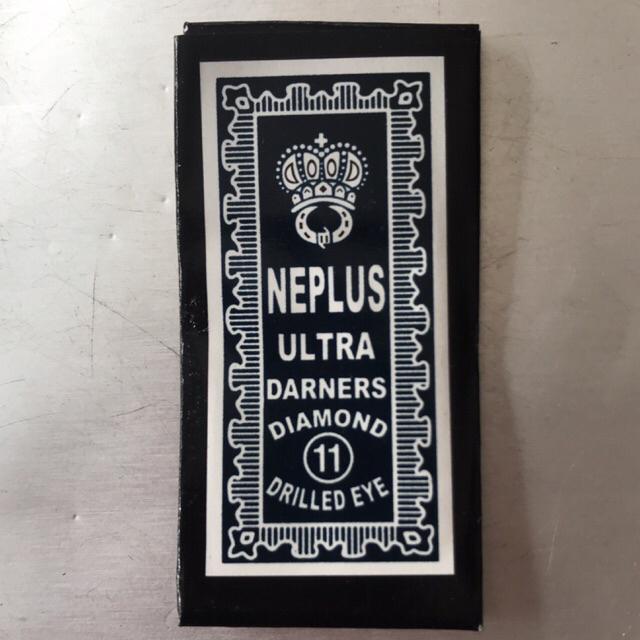 NEPLUS
ULTRA
DARNERS
DIAMOND
11
DRILLED EYE